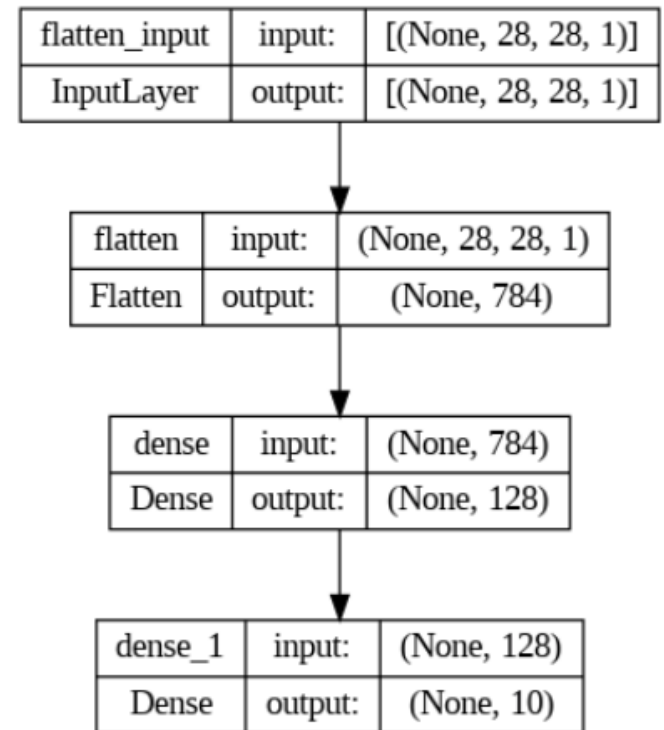 flatten_input input: [(None, 28, 28, 1)]
InputLayer output: [(None, 28, 28, 1)]
flatten input: (None, 28, 28, 1)
Flatten output: (None, 784)
dense input: (None, 784)
Dense output: (None, 128)
dense_1 input: (None, 128)
Dense output: (None, 10)